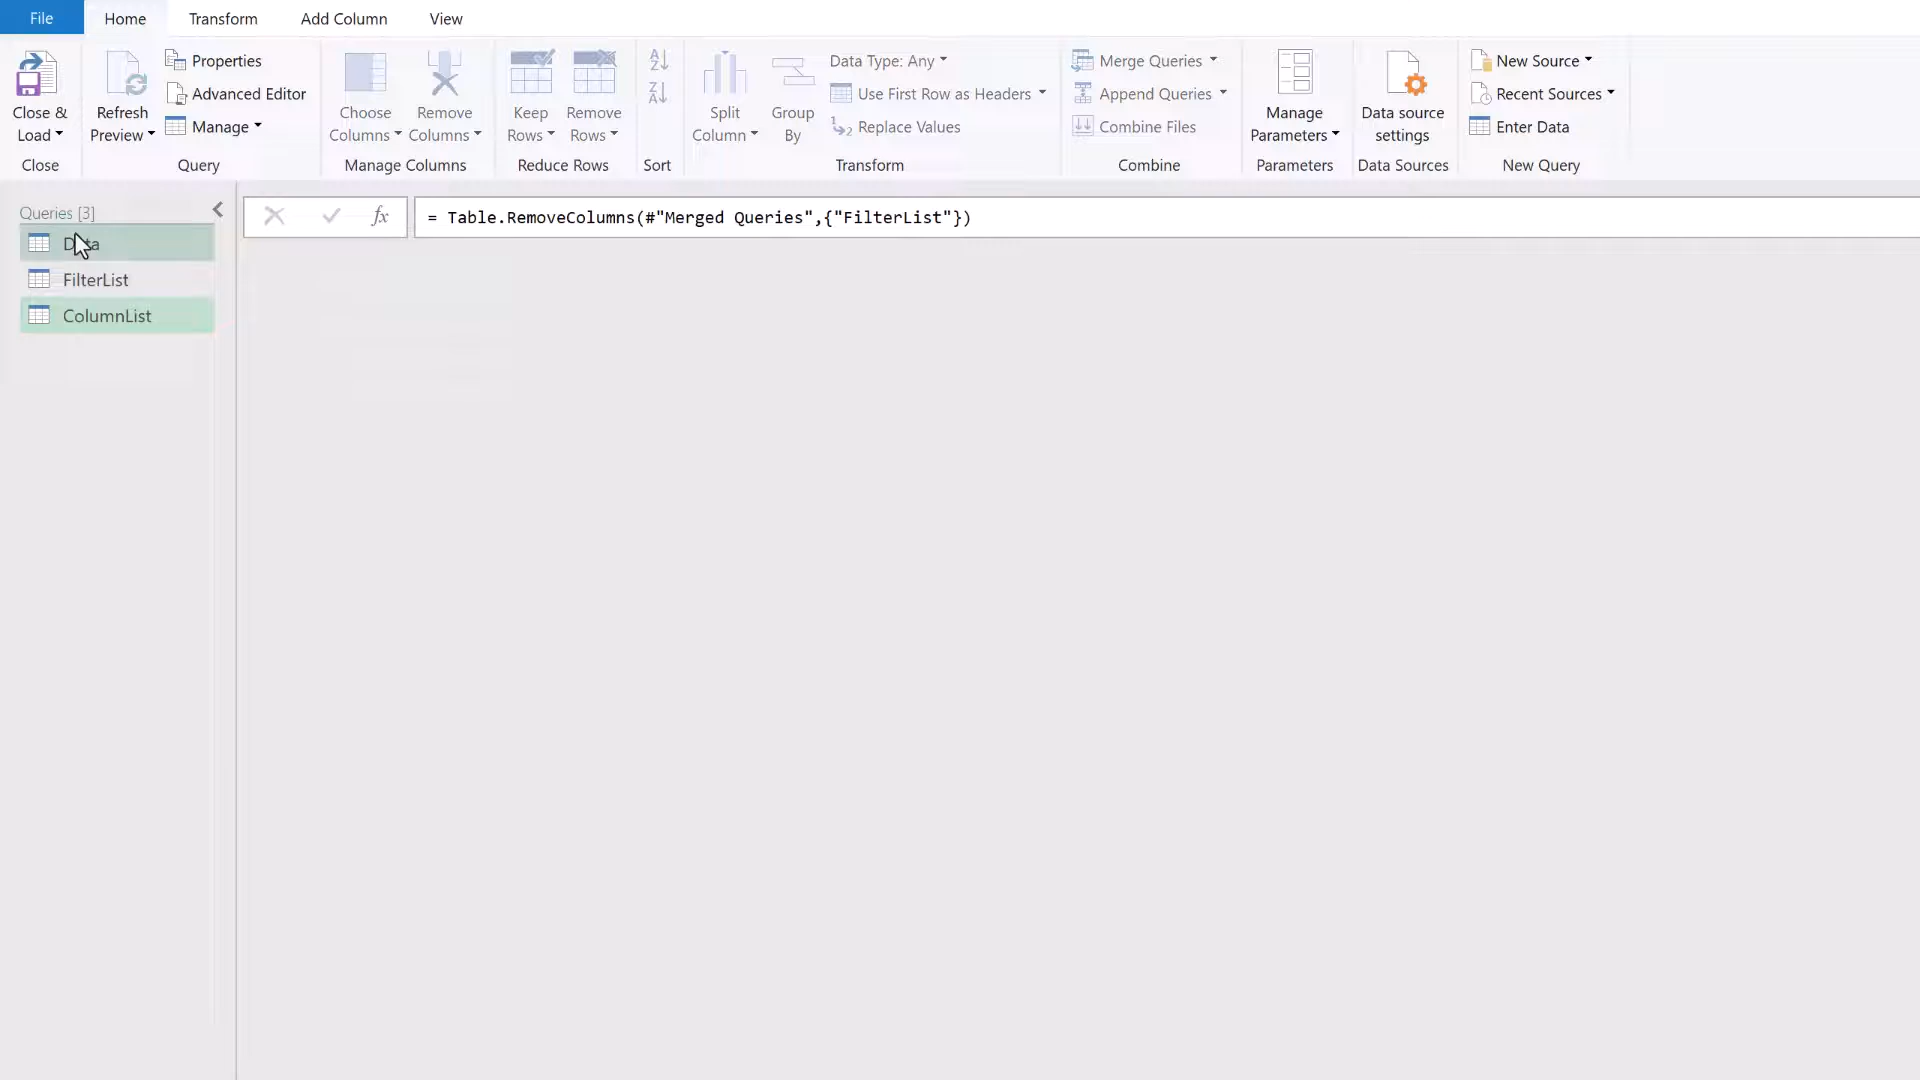 File Home Transform Add Column View
Close & Load
Close
Refresh Preview
Properties
Advanced Editor
Manage
Query
Choose Columns
Remove Columns
Manage Columns
Keep Rows
Remove Rows
Reduce Rows
Sort
Split Column
Group By
Data Type: Any
Use First Row as Headers
Replace Values
Transform
Merge Queries
Append Queries
Combine Files
Combine
Manage Parameters
Parameters
Data source settings
Data Sources
New Source
Recent Sources
Enter Data
New Query
Queries [3]
fx
= Table.RemoveColumns(#"Merged Queries",{"FilterList"})
Data
FilterList
ColumnList